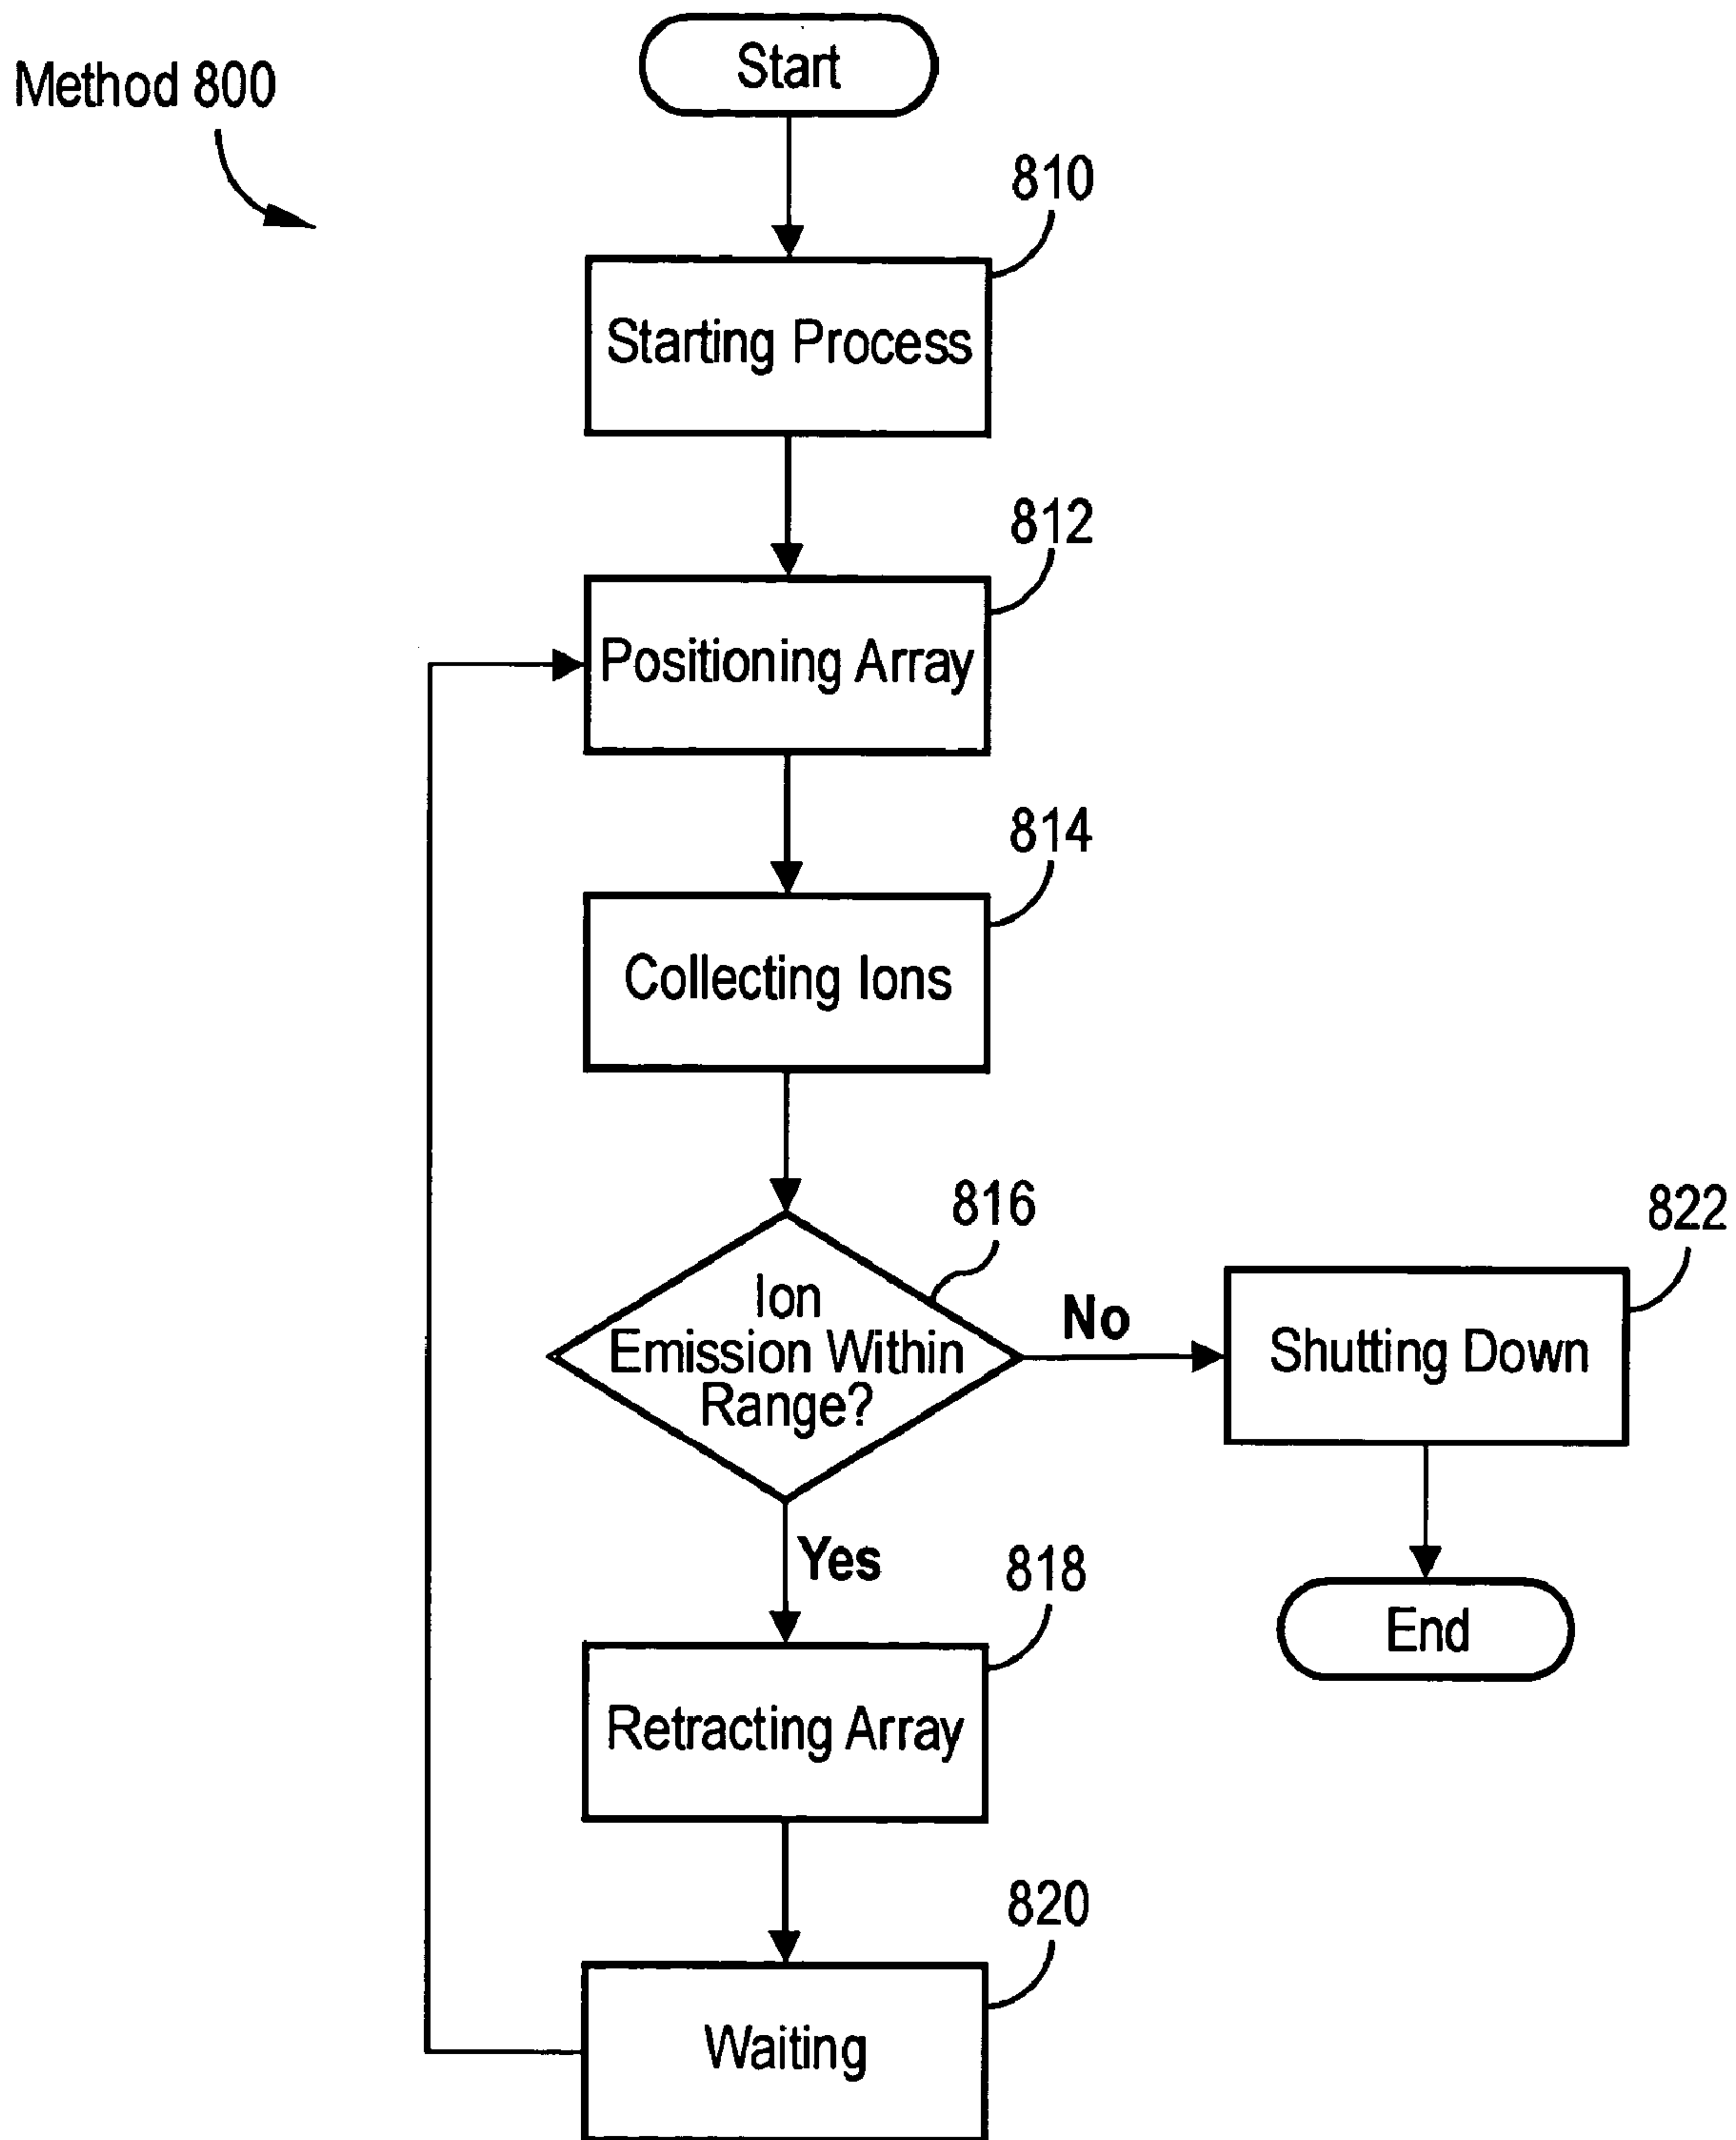 Method 800
Start
810
Starting Process
812
Positioning Array
814
Collecting Ions
816
Ion
Emission Within
Range?
No
822
Shutting Down
End
Yes
818
Retracting Array
820
Waiting